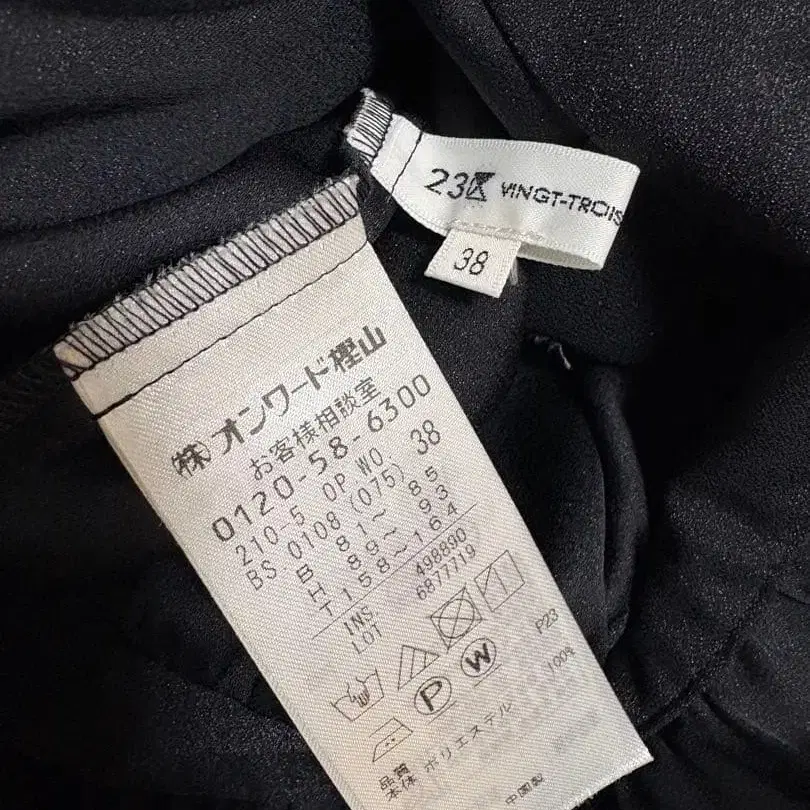 23区 VINGT-TROIS
38
(株)オンワード樫山
お客様相談室
0120-58-6300
210-5 OP WO 38
BS.0108 (075)
B 81〜 85
H 89〜 93
T158〜164
INS 498890
LOT 6877719
P W
P23
品質
本体 ポリエステル 100%
中国製